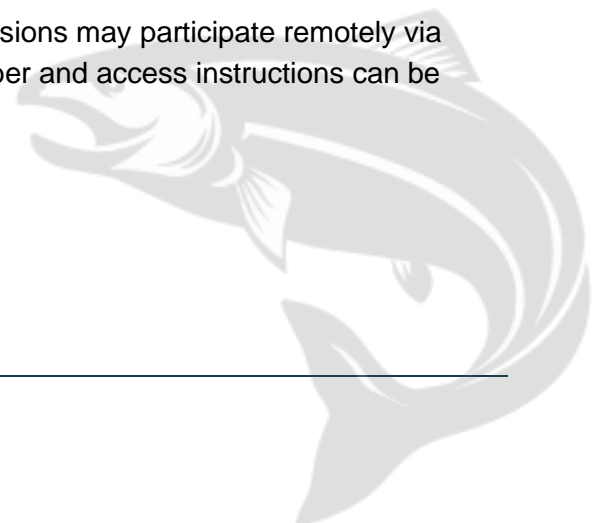 sions may participate remotely via
per and access instructions can be